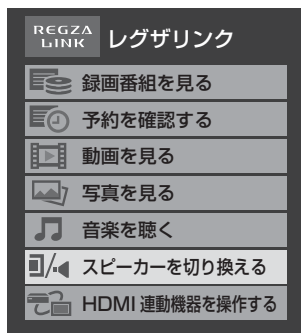 REGZA
LINK
レグザリンク
録画番組を見る
予約を確認する
動画を見る
写真を見る
音楽を聴く
スピーカーを切り換える
HDMI 連動機器を操作する